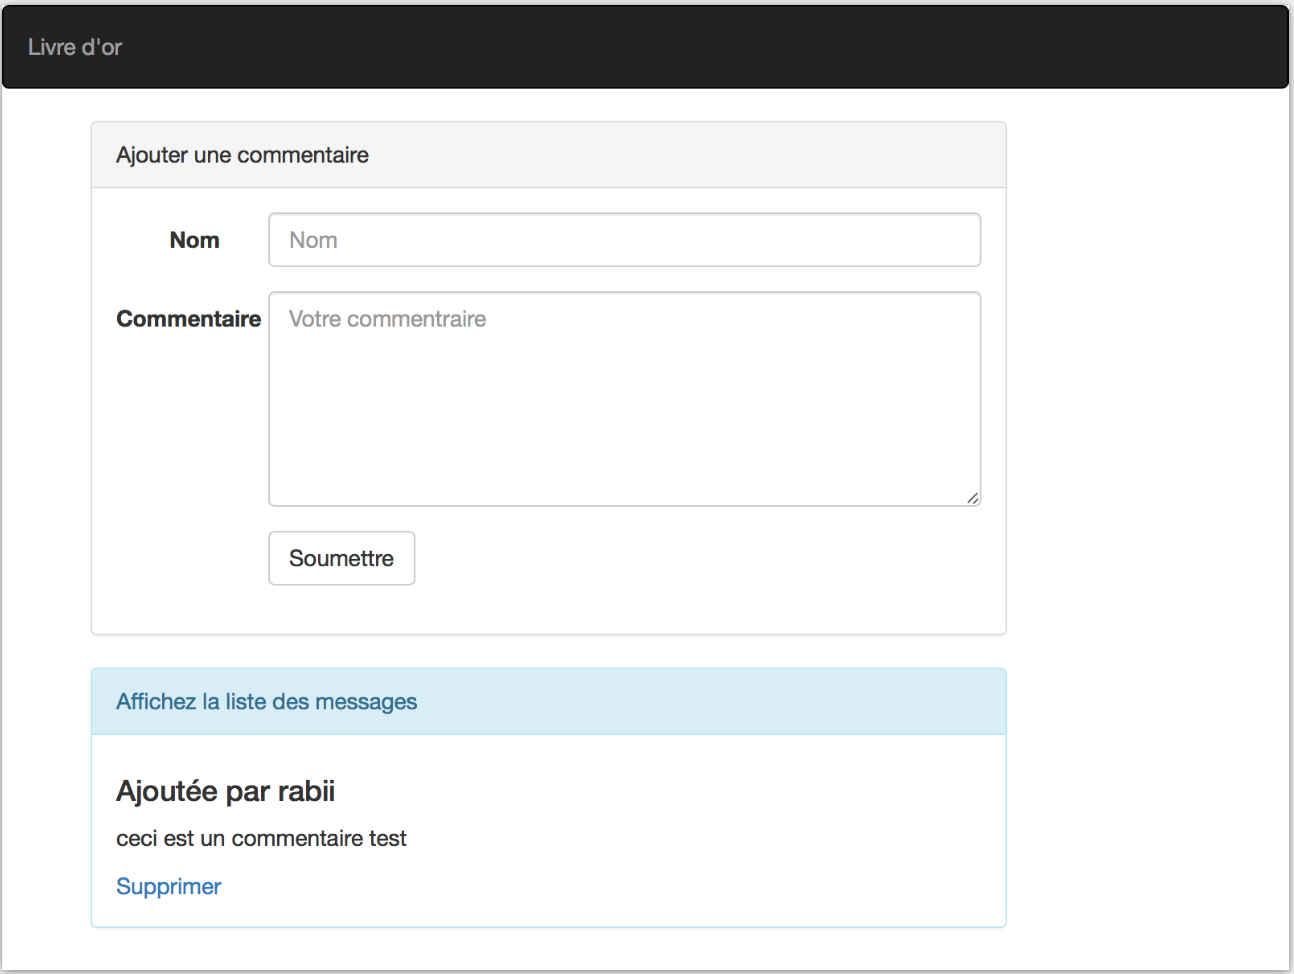 Livre d'or
Ajouter une commentaire
Nom
Nom
Commentaire
Votre commentraire
Soumettre
Affichez la liste des messages
Ajoutée par rabii
ceci est un commentaire test
Supprimer